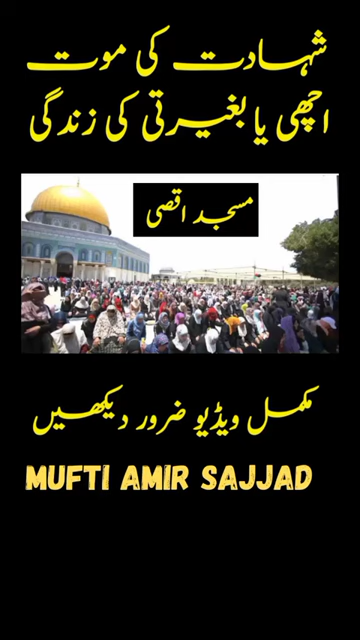 شہادت کی موت
اچھی یا بغیرتی کی زندگی
مسجد اقصی
مکمل ویڈیو ضرور دیکھیں
MUFTI AMIR SAJJAD